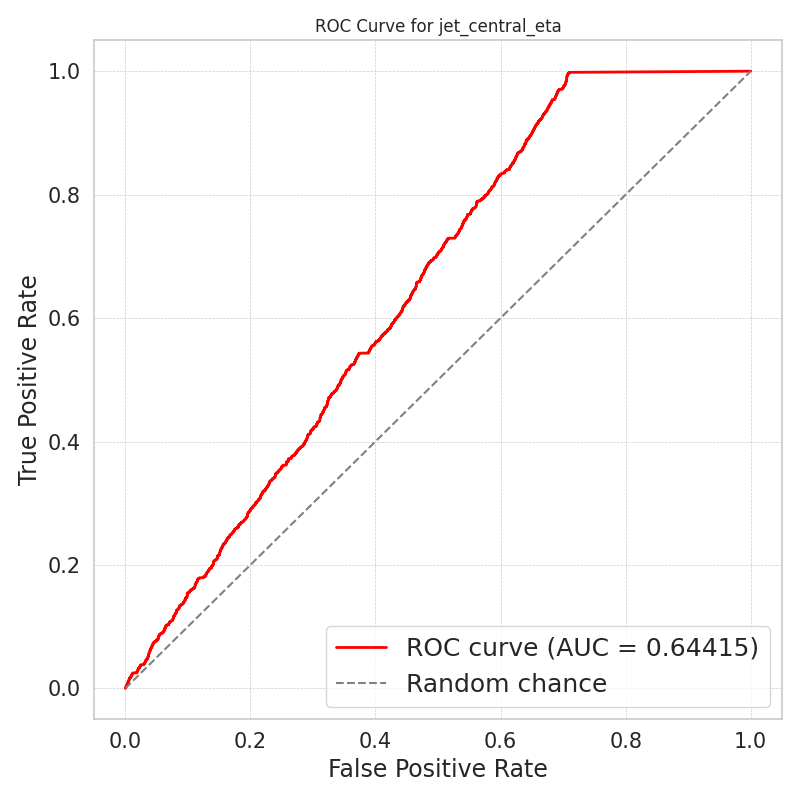 ROC Curve for jet_central_eta
True Positive Rate
1.0
0.8
0.6
0.4
0.2
0.0
ROC curve (AUC = 0.64415)
Random chance
0.0 0.2 0.4 0.6 0.8 1.0
False Positive Rate